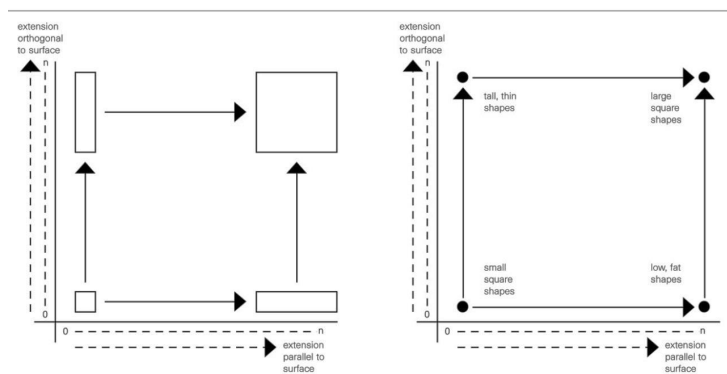 extension
orthogonal
to surface
n
0
0
n
extension
parallel to
surface
extension
orthogonal
to surface
n
tall, thin
shapes
large
square
shapes
small
square
shapes
low, fat
shapes
0
0
n
extension
parallel to
surface